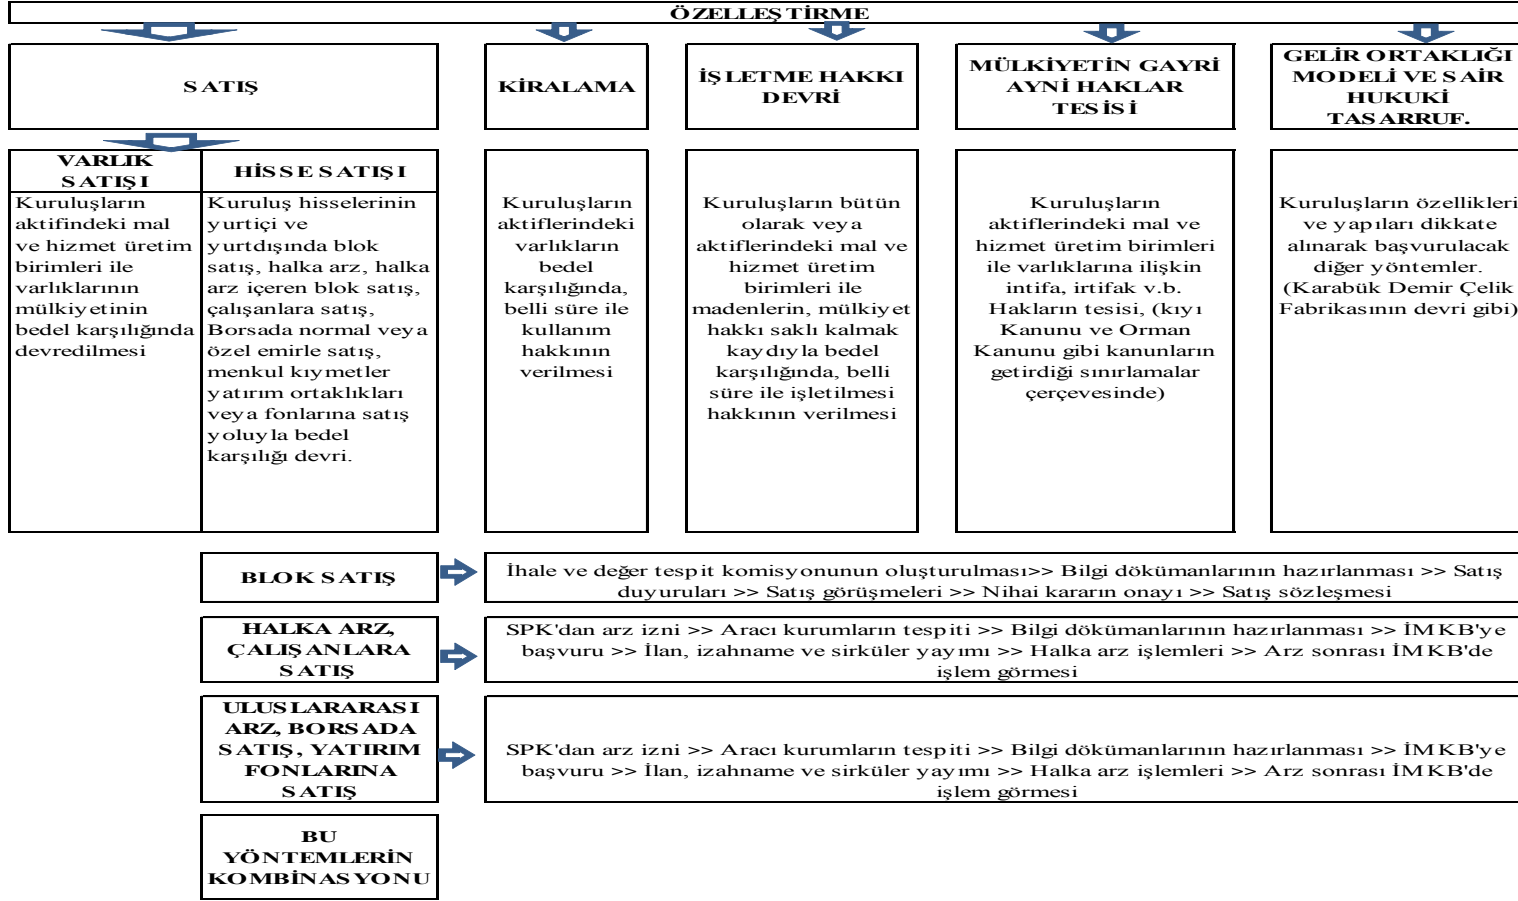 ÖZELLEŞTİRME
SATIŞ
KİRALAMA
İŞLETME HAKKI
DEVRİ
MÜLKİYETİN GAYRİ
AYNİ HAKLAR
TESİSİ
GELİR ORTAKLIĞI
MODELİ VE SAİR
HUKUKİ
TASARRUF.
VARLIK
SATIŞI
Kuruluşların
aktifindeki mal
ve hizmet üretim
birimleri ile
varlıklarının
mülkiyetinin
bedel karşılığında
devredilmesi
HİSSE SATIŞI
Kuruluş hisselerinin
yurtiçi ve
yurtdışında blok
satış, halka arz, halka
arz içeren blok satış,
çalışanlara satış,
Borsada normal veya
özel emirle satış,
menkul kıymetler
yatırım ortaklıkları
veya fonlarına satış
yoluyla bedel
karşılığı devri.
Kuruluşların
aktiflerindeki
varlıkların
bedel
karşılığında,
belli süre ile
kullanım
hakkının
verilmesi
Kuruluşların bütün
olarak veya
aktiflerindeki mal ve
hizmet üretim
birimleri ile
madenlerin, mülkiyet
hakkı saklı kalmak
kaydıyla bedel
karşılığında, belli
süre ile işletilmesi
hakkının verilmesi
Kuruluşların
aktiflerindeki mal ve
hizmet üretim birimleri
ile varlıklarına ilişkin
intifa, irtifak v.b.
Hakların tesisi, (kıyı
Kanunu ve Orman
Kanunu gibi kanunların
getirdiği sınırlamalar
çerçevesinde)
Kuruluşların özellikleri
ve yapıları dikkate
alınarak başvurulacak
diğer yöntemler.
(Karabük Demir Çelik
Fabrikasının devri gibi)
BLOK SATIŞ
İhale ve değer tespit komisyonunun oluşturulması>> Bilgi dökümanlarının hazırlanması >> Satış
duyuruları >> Satış görüşmeleri >> Nihai kararın onayı >> Satış sözleşmesi
HALKA ARZ,
ÇALIŞANLARA
SATIŞ
SPK'dan arz izni >> Aracı kurumların tespiti >> Bilgi dökümanlarının hazırlanması >> İMKB'ye
başvuru >> İlan, izahname ve sirküler yayımı >> Halka arz işlemleri >> Arz sonrası İMKB'de
işlem görmesi
ULUSLARARASI
ARZ, BORSADA
SATIŞ, YATIRIM
FONLARINA
SATIŞ
SPK'dan arz izni >> Aracı kurumların tespiti >> Bilgi dökümanlarının hazırlanması >> İMKB'ye
başvuru >> İlan, izahname ve sirküler yayımı >> Halka arz işlemleri >> Arz sonrası İMKB'de
işlem görmesi
BU
YÖNTEMLERİN
KOMBİNASYONU